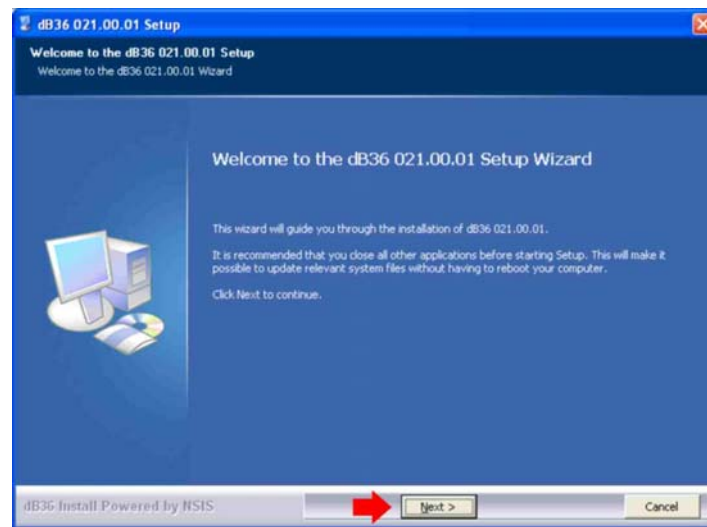 dB36 021.00.01 Setup
Welcome to the dB36 021.00.01 Setup
Welcome to the dB36 021.00.01 Wizard
Welcome to the dB36 021.00.01 Setup Wizard
This wizard will guide you through the installation of dB36 021.00.01.
It is recommended that you close all other applications before starting Setup. This will make it
possible to update relevant system files without having to reboot your computer.
Click Next to continue.
dB36 Install Powered by NSIS
Next >
Cancel